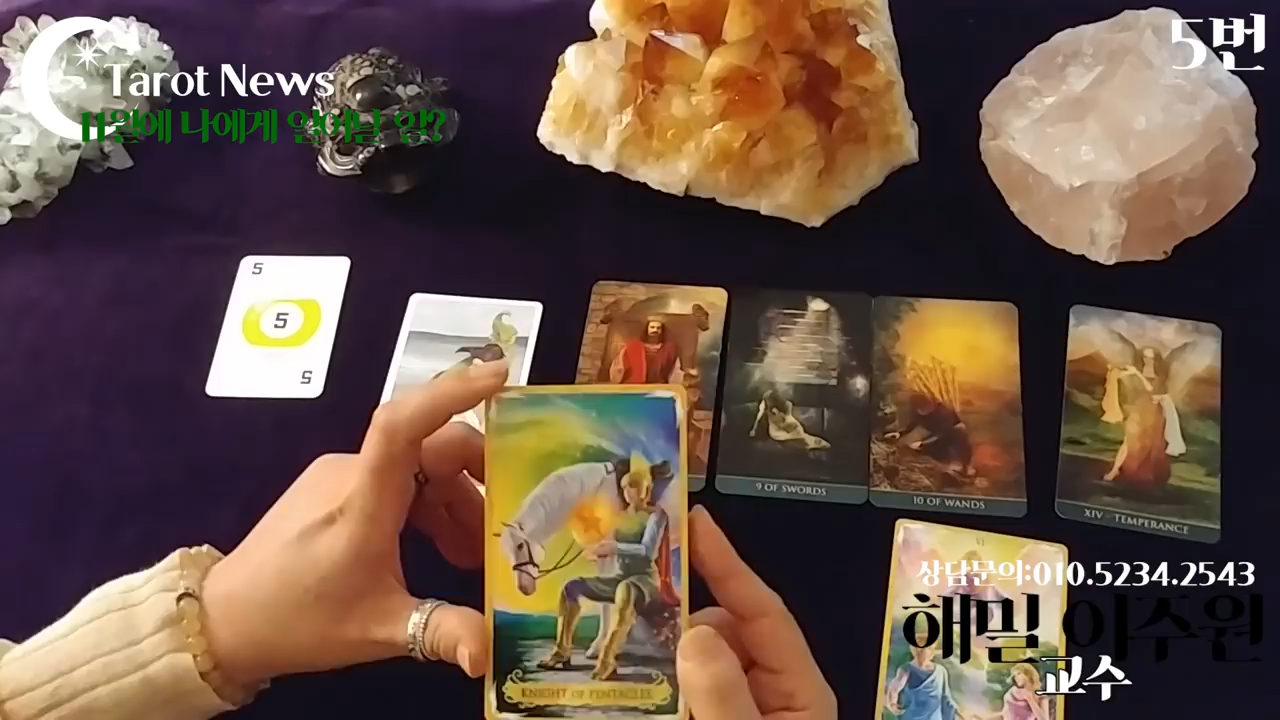 Tarot News
11월에 나에게 일어날 일?
5번
5
5
5
9 OF SWORDS
10 OF WANDS
XIV - TEMPERANCE
VI
KNIGHT OF PENTACLES
상담문의:010.5234.2543
해밀 이주원
교수